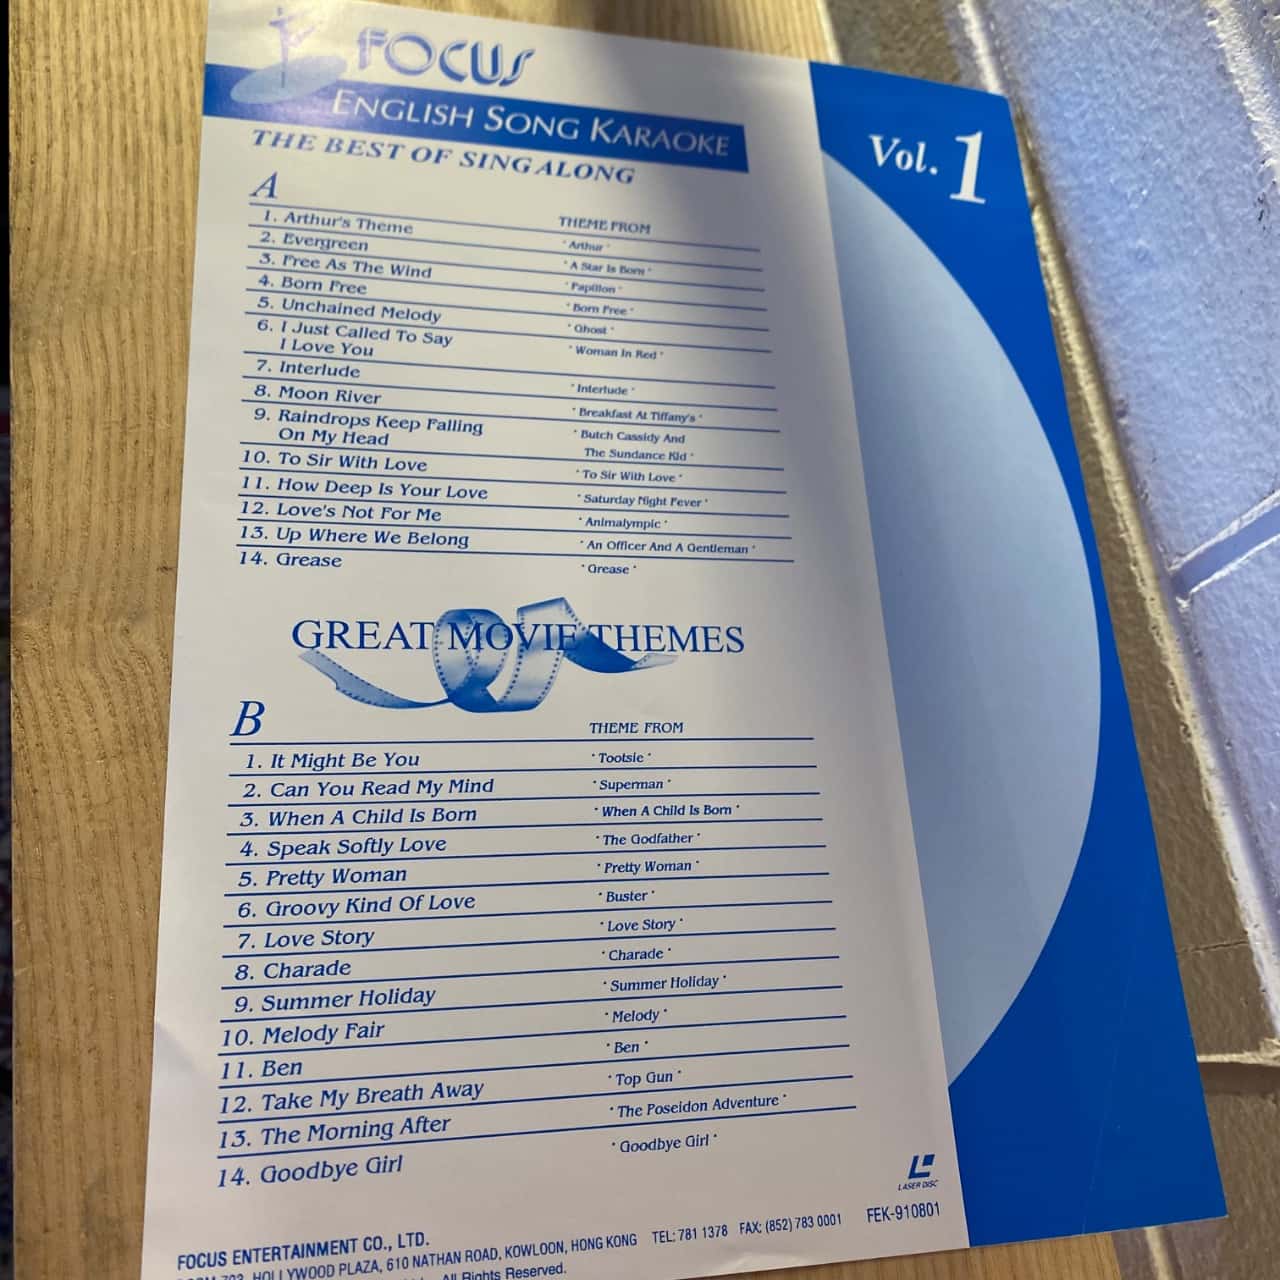 FOCUS
ENGLISH SONG KARAOKE
THE BEST OF SING ALONG
Vol. 1
A
THEME FROM
1. Arthur's Theme ' Arthur '
2. Evergreen ' A Star Is Born '
3. Free As The Wind ' Papillon '
4. Born Free ' Born Free '
5. Unchained Melody ' Ghost '
6. I Just Called To Say ' Woman In Red '
I Love You
7. Interlude ' Interlude '
8. Moon River ' Breakfast At Tiffany's '
9. Raindrops Keep Falling ' Butch Cassidy And
On My Head The Sundance Kid '
10. To Sir With Love ' To Sir With Love '
11. How Deep Is Your Love ' Saturday Night Fever '
12. Love's Not For Me ' Animalympic '
13. Up Where We Belong ' An Officer And A Gentleman '
14. Grease ' Grease '
GREAT MOVIE THEMES
B
THEME FROM
1. It Might Be You ' Tootsie '
2. Can You Read My Mind ' Superman '
3. When A Child Is Born ' When A Child Is Born '
4. Speak Softly Love ' The Godfather '
5. Pretty Woman ' Pretty Woman '
6. Groovy Kind Of Love ' Buster '
7. Love Story ' Love Story '
8. Charade ' Charade '
9. Summer Holiday ' Summer Holiday '
10. Melody Fair ' Melody '
11. Ben ' Ben '
12. Take My Breath Away ' Top Gun '
13. The Morning After ' The Poseidon Adventure '
14. Goodbye Girl ' Goodbye Girl '
LASER DISC
FEK-910801
FOCUS ENTERTAINMENT CO., LTD.
HOLLYWOOD PLAZA, 610 NATHAN ROAD, KOWLOON, HONG KONG TEL: 781 1378 FAX: (852) 783 0001
All Rights Reserved.